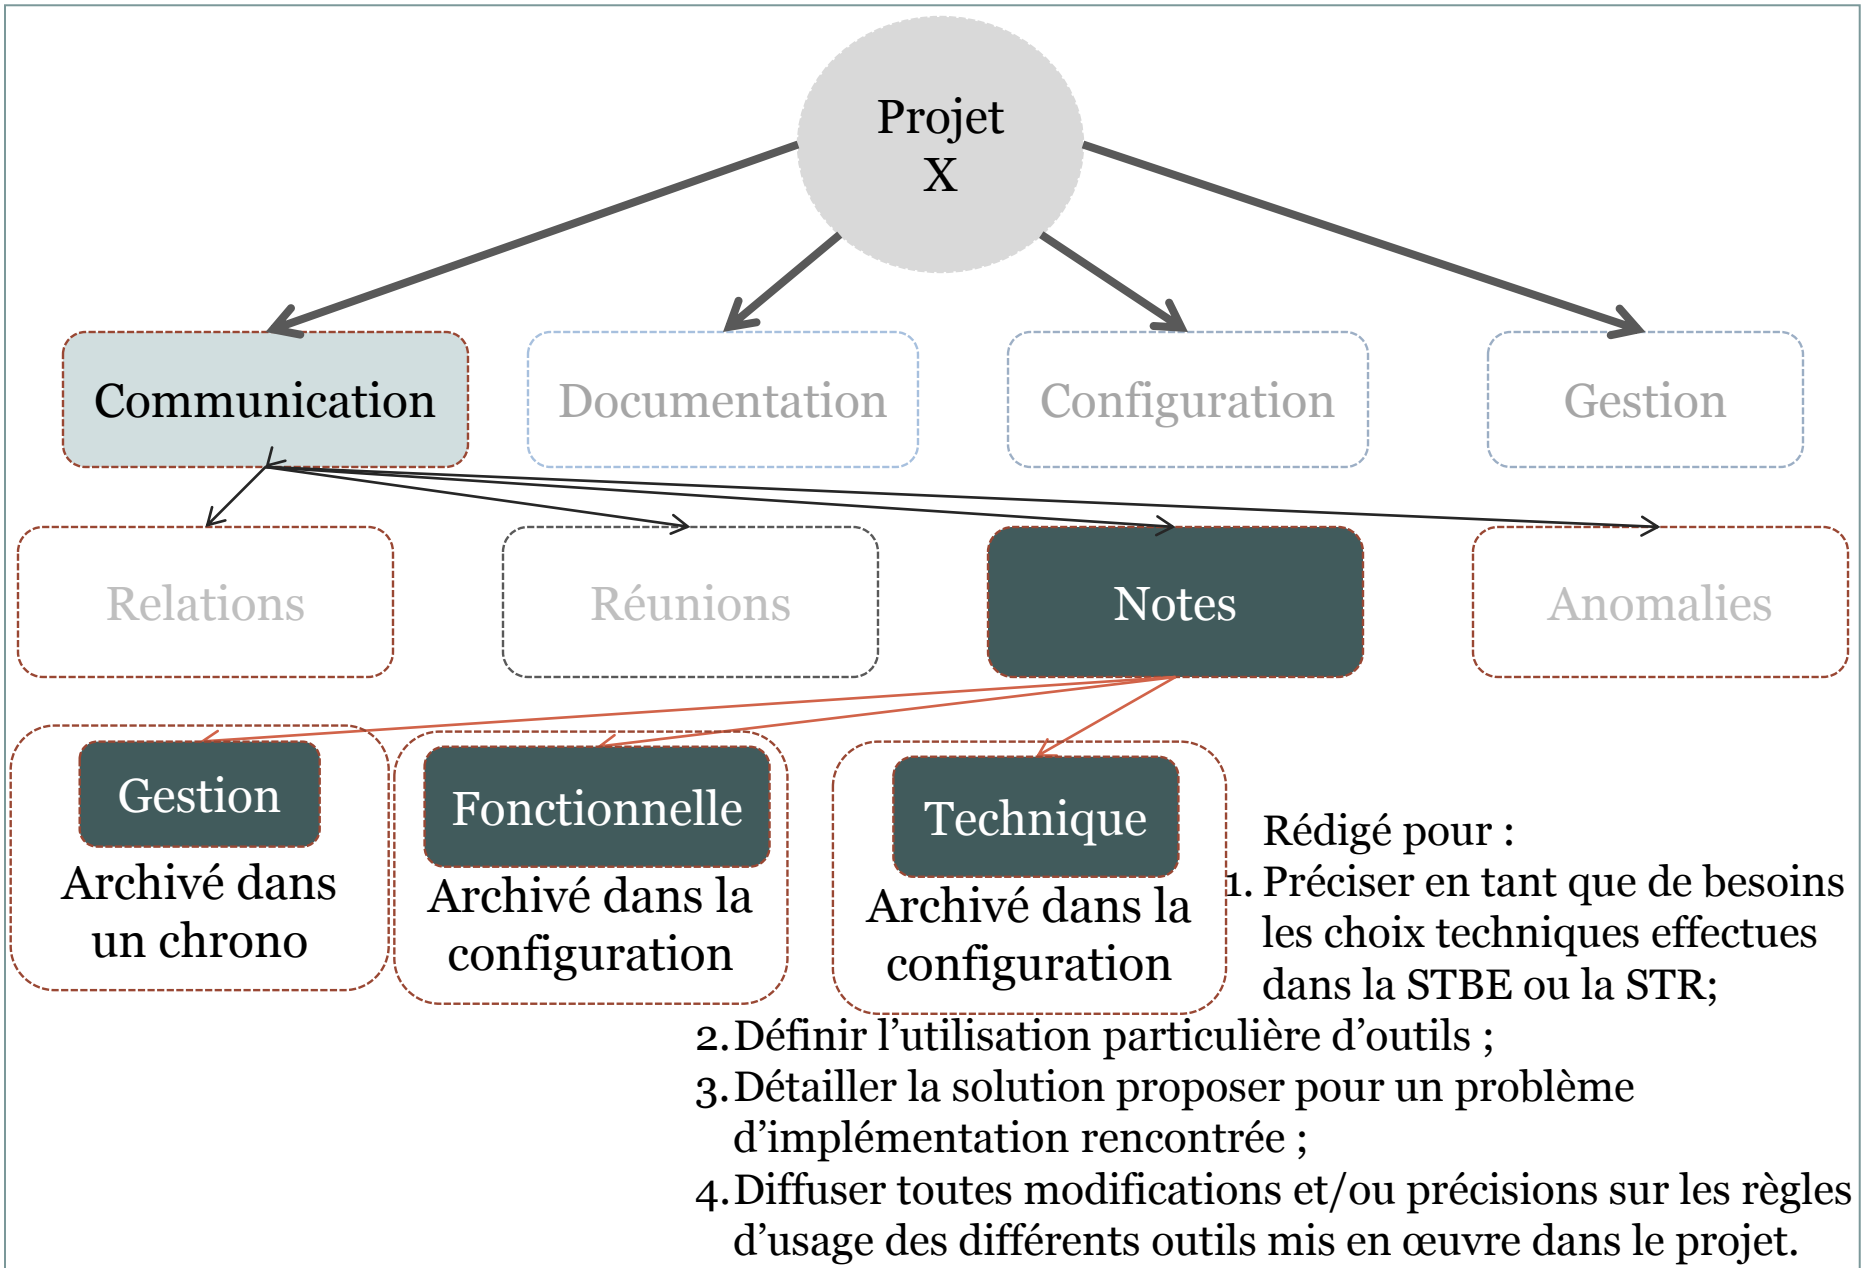 Projet
X
Communication
Documentation
Configuration
Gestion
Relations
Réunions
Notes
Anomalies
Gestion
Archivé dans
un chrono
Fonctionnelle
Archivé dans la
configuration
Technique
Archivé dans la
configuration
Rédigé pour :
1. Préciser en tant que de besoins
les choix techniques effectues
dans la STBE ou la STR;
2. Définir l’utilisation particulière d’outils ;
3. Détailler la solution proposer pour un problème
d’implémentation rencontrée ;
4. Diffuser toutes modifications et/ou précisions sur les règles
d’usage des différents outils mis en œuvre dans le projet.